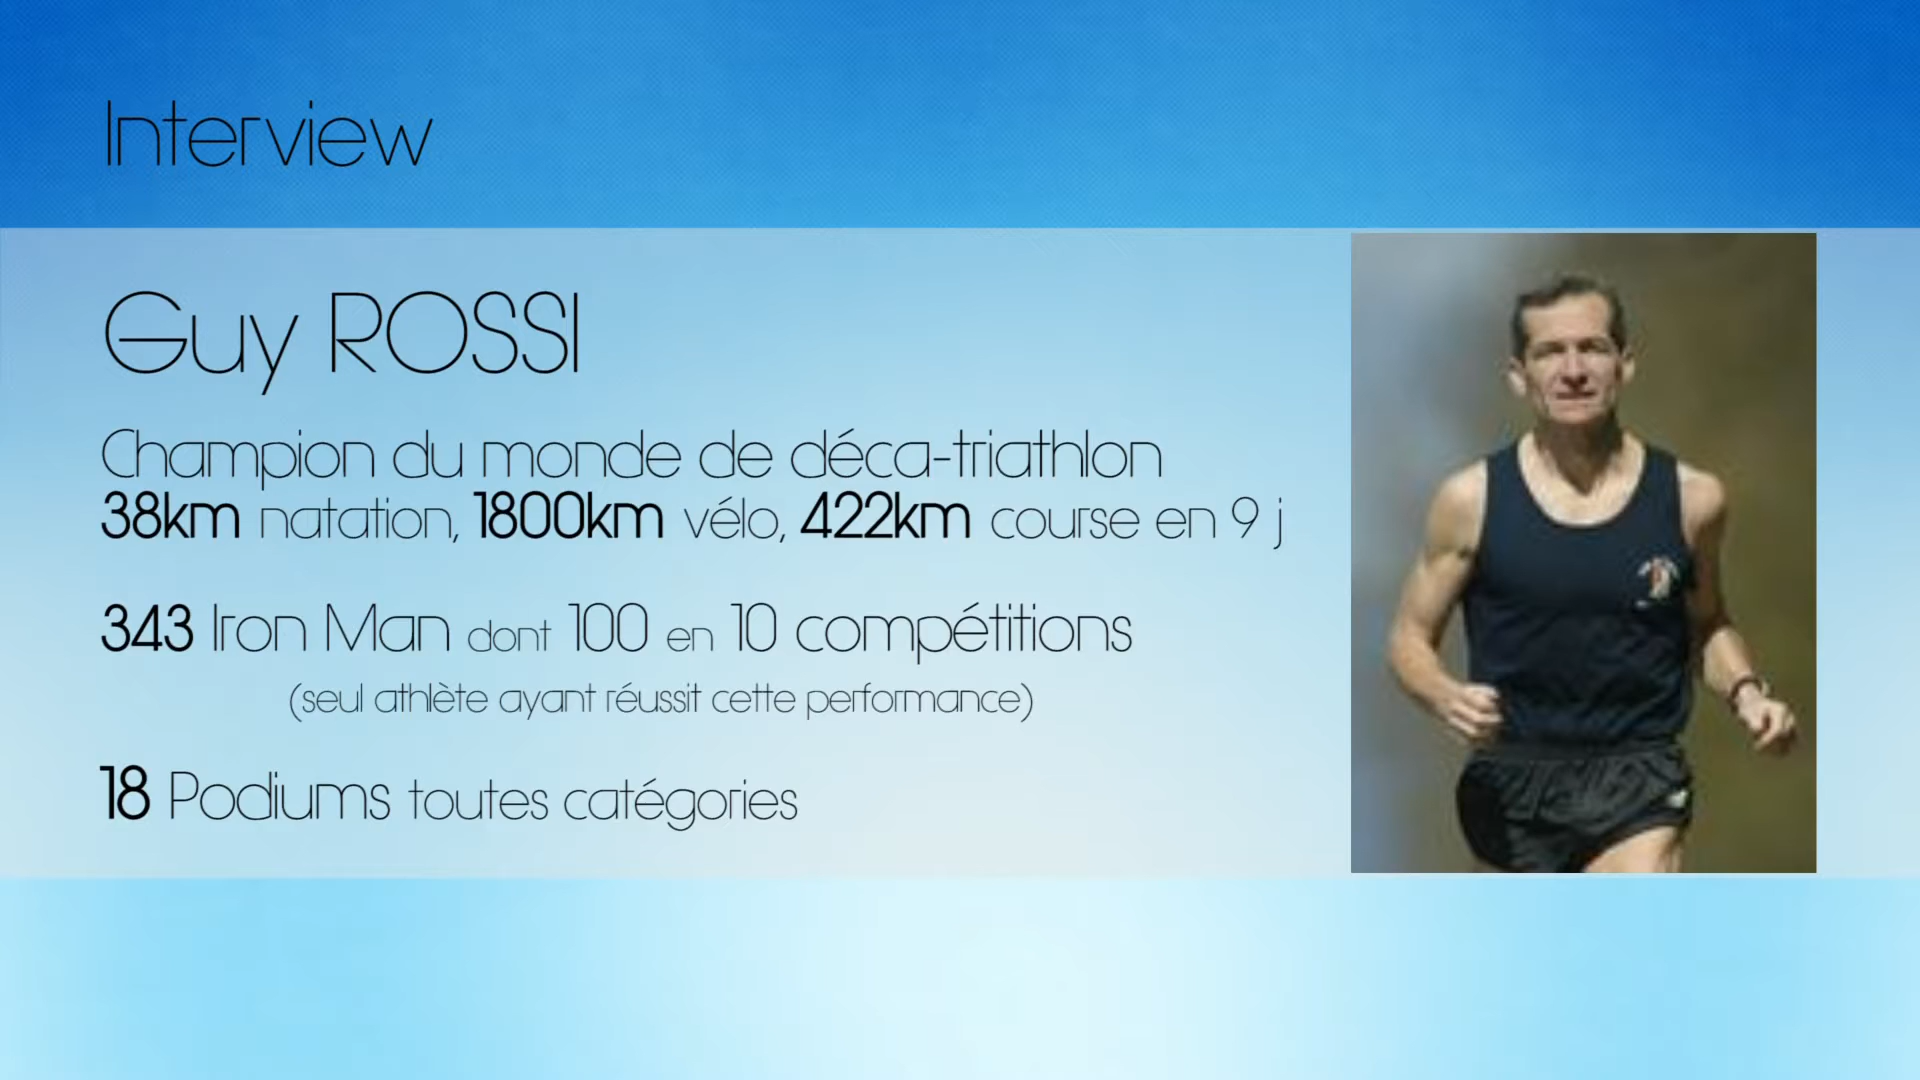 Interview
Guy ROSSI
Champion du monde de déca-triathlon
38km natation, 1800km vélo, 422km course en 9 j
343 Iron Man dont 100 en 10 compétitions
(seul athlète ayant réussit cette performance)
18 Podiums toutes catégories